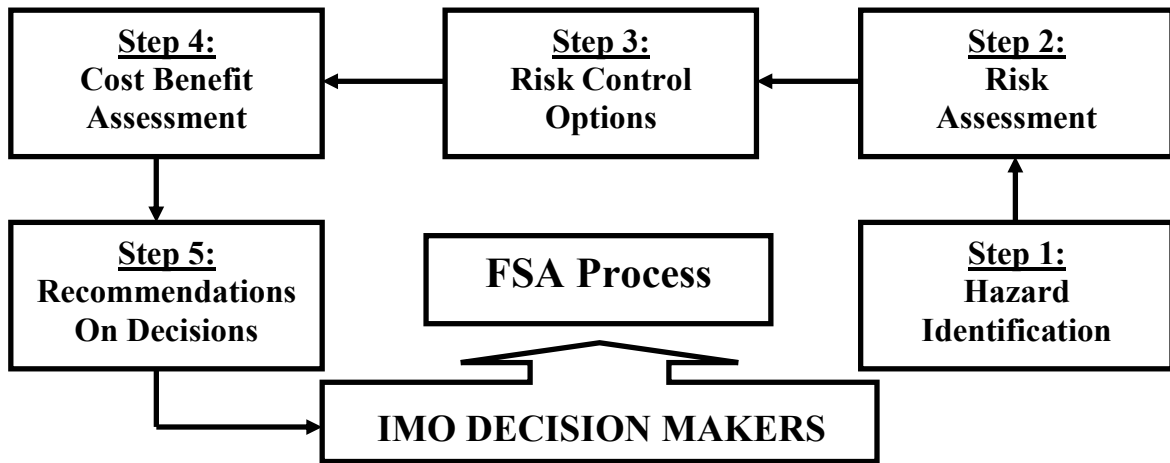 Step 4:
Cost Benefit
Assessment
Step 3:
Risk Control
Options
Step 2:
Risk
Assessment
Step 5:
Recommendations
On Decisions
FSA Process
Step 1:
Hazard
Identification
IMO DECISION MAKERS